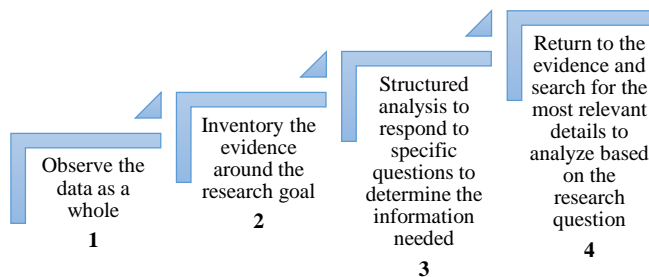 Observe the
data as a
whole
1
Inventory the
evidence
around the
research goal
2
Structured
analysis to
respond to
specific
questions to
determine the
information
needed
3
Return to the
evidence and
search for the
most relevant
details to
analyze based
on the
research
question
4